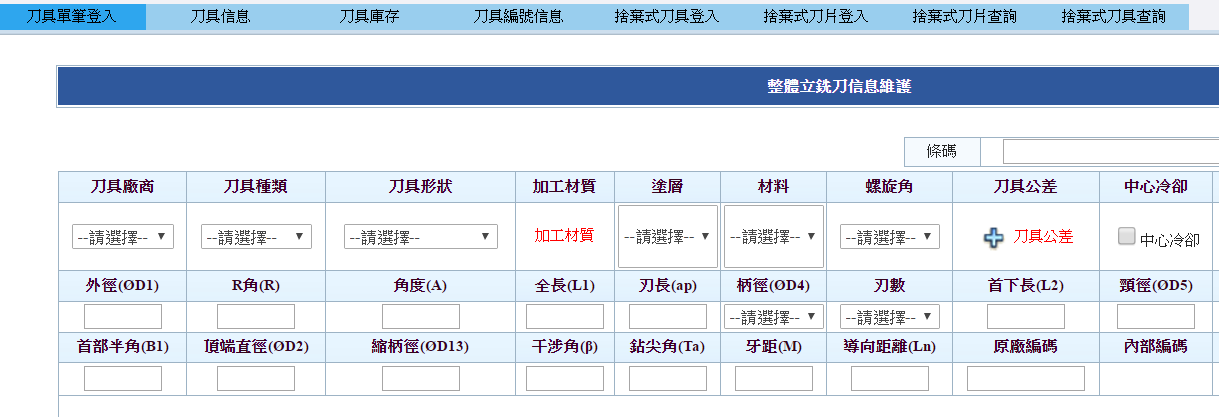 刀具單筆登入 刀具信息 刀具庫存 刀具編號信息 捨棄式刀具登入 捨棄式刀片登入 捨棄式刀片查詢 捨棄式刀具查詢
整體立銑刀信息維護
條碼
刀具廠商 刀具種類 刀具形狀 加工材質 塗層 材料 螺旋角 刀具公差 中心冷卻
--請選擇-- --請選擇-- --請選擇-- 加工材質 --請選擇-- --請選擇-- --請選擇-- 刀具公差 中心冷卻
外徑(ØD1) R角(R) 角度(A) 全長(L1) 刃長(ap) 柄徑(ØD4) 刃數 首下長(L2) 頸徑(ØD5)
--請選擇-- --請選擇--
首部半角(B1) 頂端直徑(ØD2) 縮柄徑(ØD13) 干涉角(β) 鉆尖角(Ta) 牙距(M) 導向距離(Ln) 原廠編碼 內部編碼